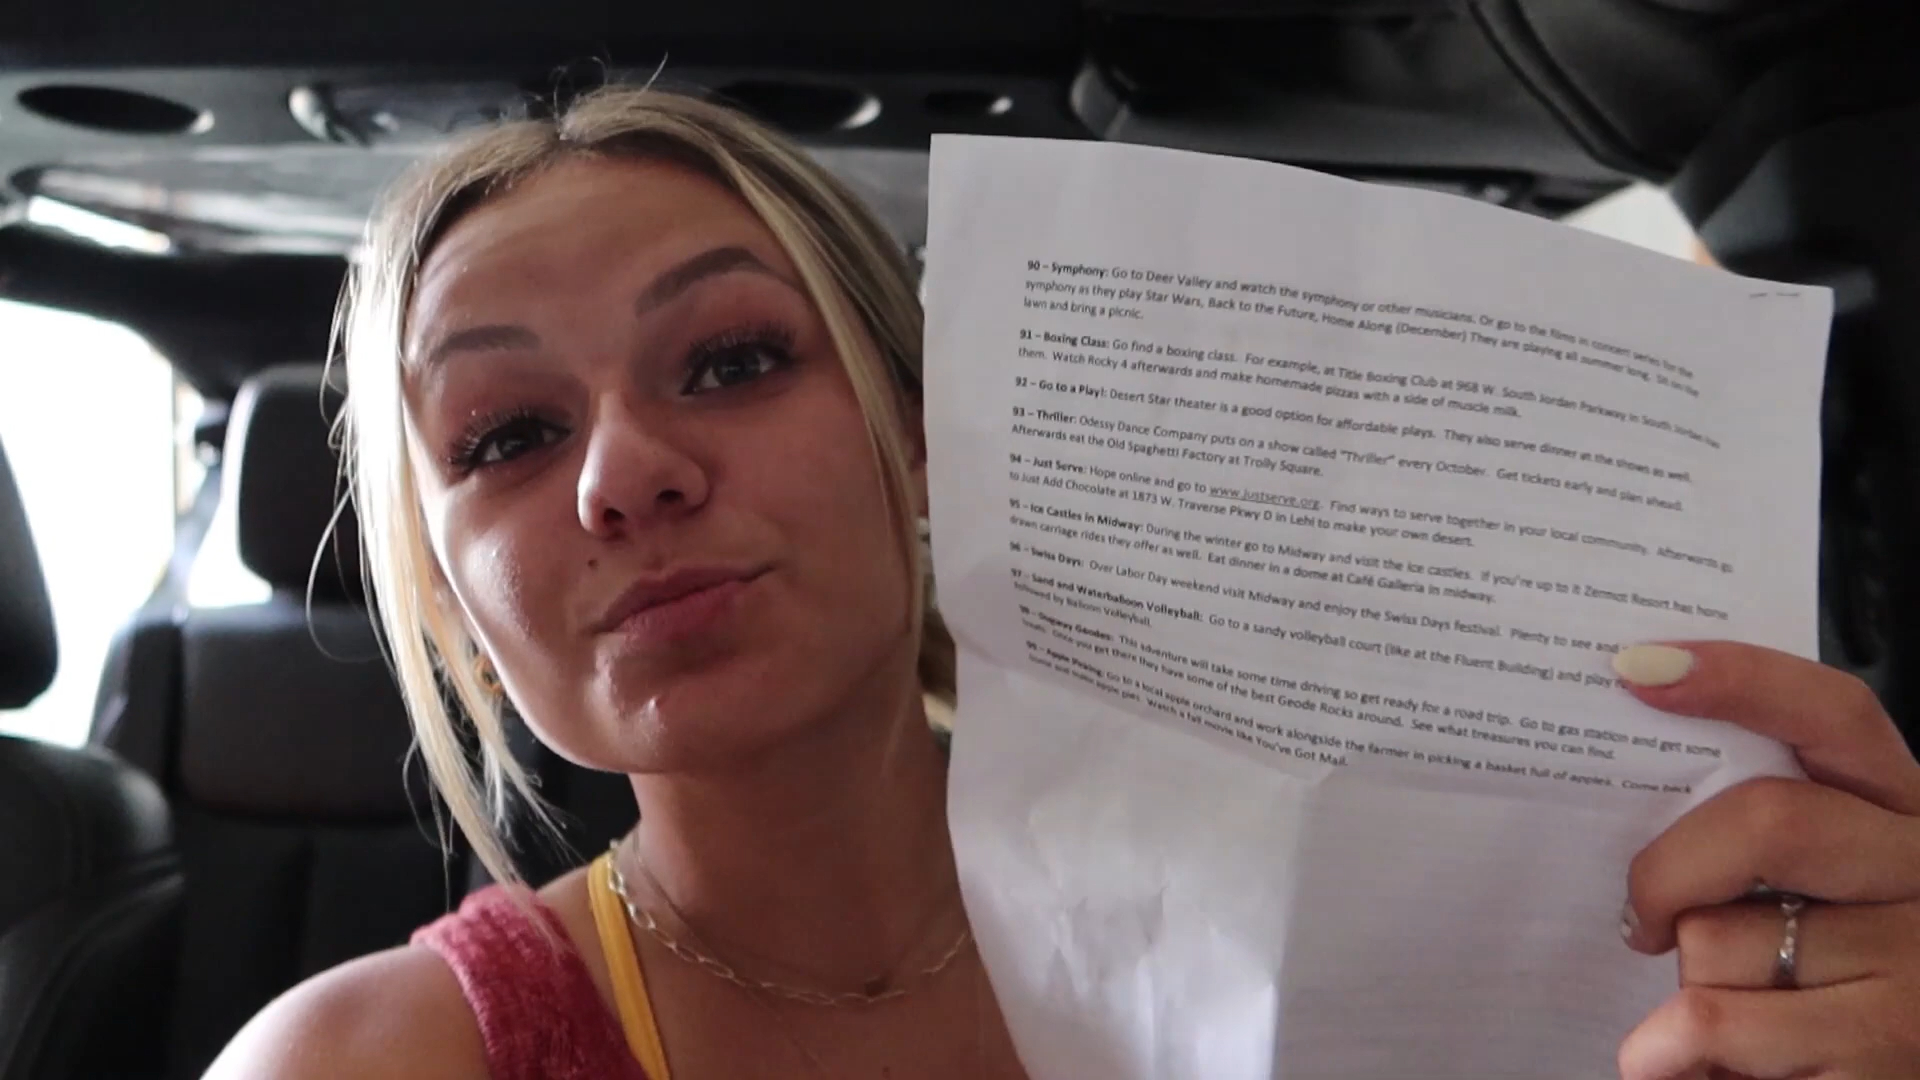 90 – Symphony: Go to Deer Valley and watch the symphony or other musicians. Or go to the films in concert series for the
symphony as they play Star Wars, Back to the Future, Home Along (December) They are playing all summer long. Sit on the
lawn and bring a picnic.
91 – Boxing Class: Go find a boxing class. For example, at Title Boxing Club at 968 W. South Jordan Parkway in South Jordan has
them. Watch Rocky 4 afterwards and make homemade pizzas with a side of muscle milk.
92 – Go to a Play!: Desert Star theater is a good option for affordable plays. They also serve dinner at the shows as well.
93 – Thriller: Odessy Dance Company puts on a show called "Thriller" every October. Get tickets early and plan ahead.
Afterwards eat the Old Spaghetti Factory at Trolly Square.
94 – Just Serve: Hope online and go to www.justserve.org. Find ways to serve together in your local community. Afterwards go
to Just Add Chocolate at 1873 W. Traverse Pkwy D in Lehi to make your own desert.
95 – Ice Castles in Midway: During the winter go to Midway and visit the ice castles. If you're up to it Zermot Resort has horse
drawn carriage rides they offer as well. Eat dinner in a dome at Café Galleria in midway.
96 – Swiss Days: Over Labor Day weekend visit Midway and enjoy the Swiss Days festival. Plenty to see and
97 – Sand and Waterballoon Volleyball: Go to a sandy volleyball court (like at the Fluent Building) and play
followed by Balloon Volleyball.
98 – Dugway Geodes: This adventure will take some time driving so get ready for a road trip. Go to gas station and get some
treats. Once you get there they have some of the best Geode Rocks around. See what treasures you can find.
99 – Apple Picking: Go to a local apple orchard and work alongside the farmer in picking a basket full of apples. Come back
home and make apple pies. Watch a fall movie like You've Got Mail.